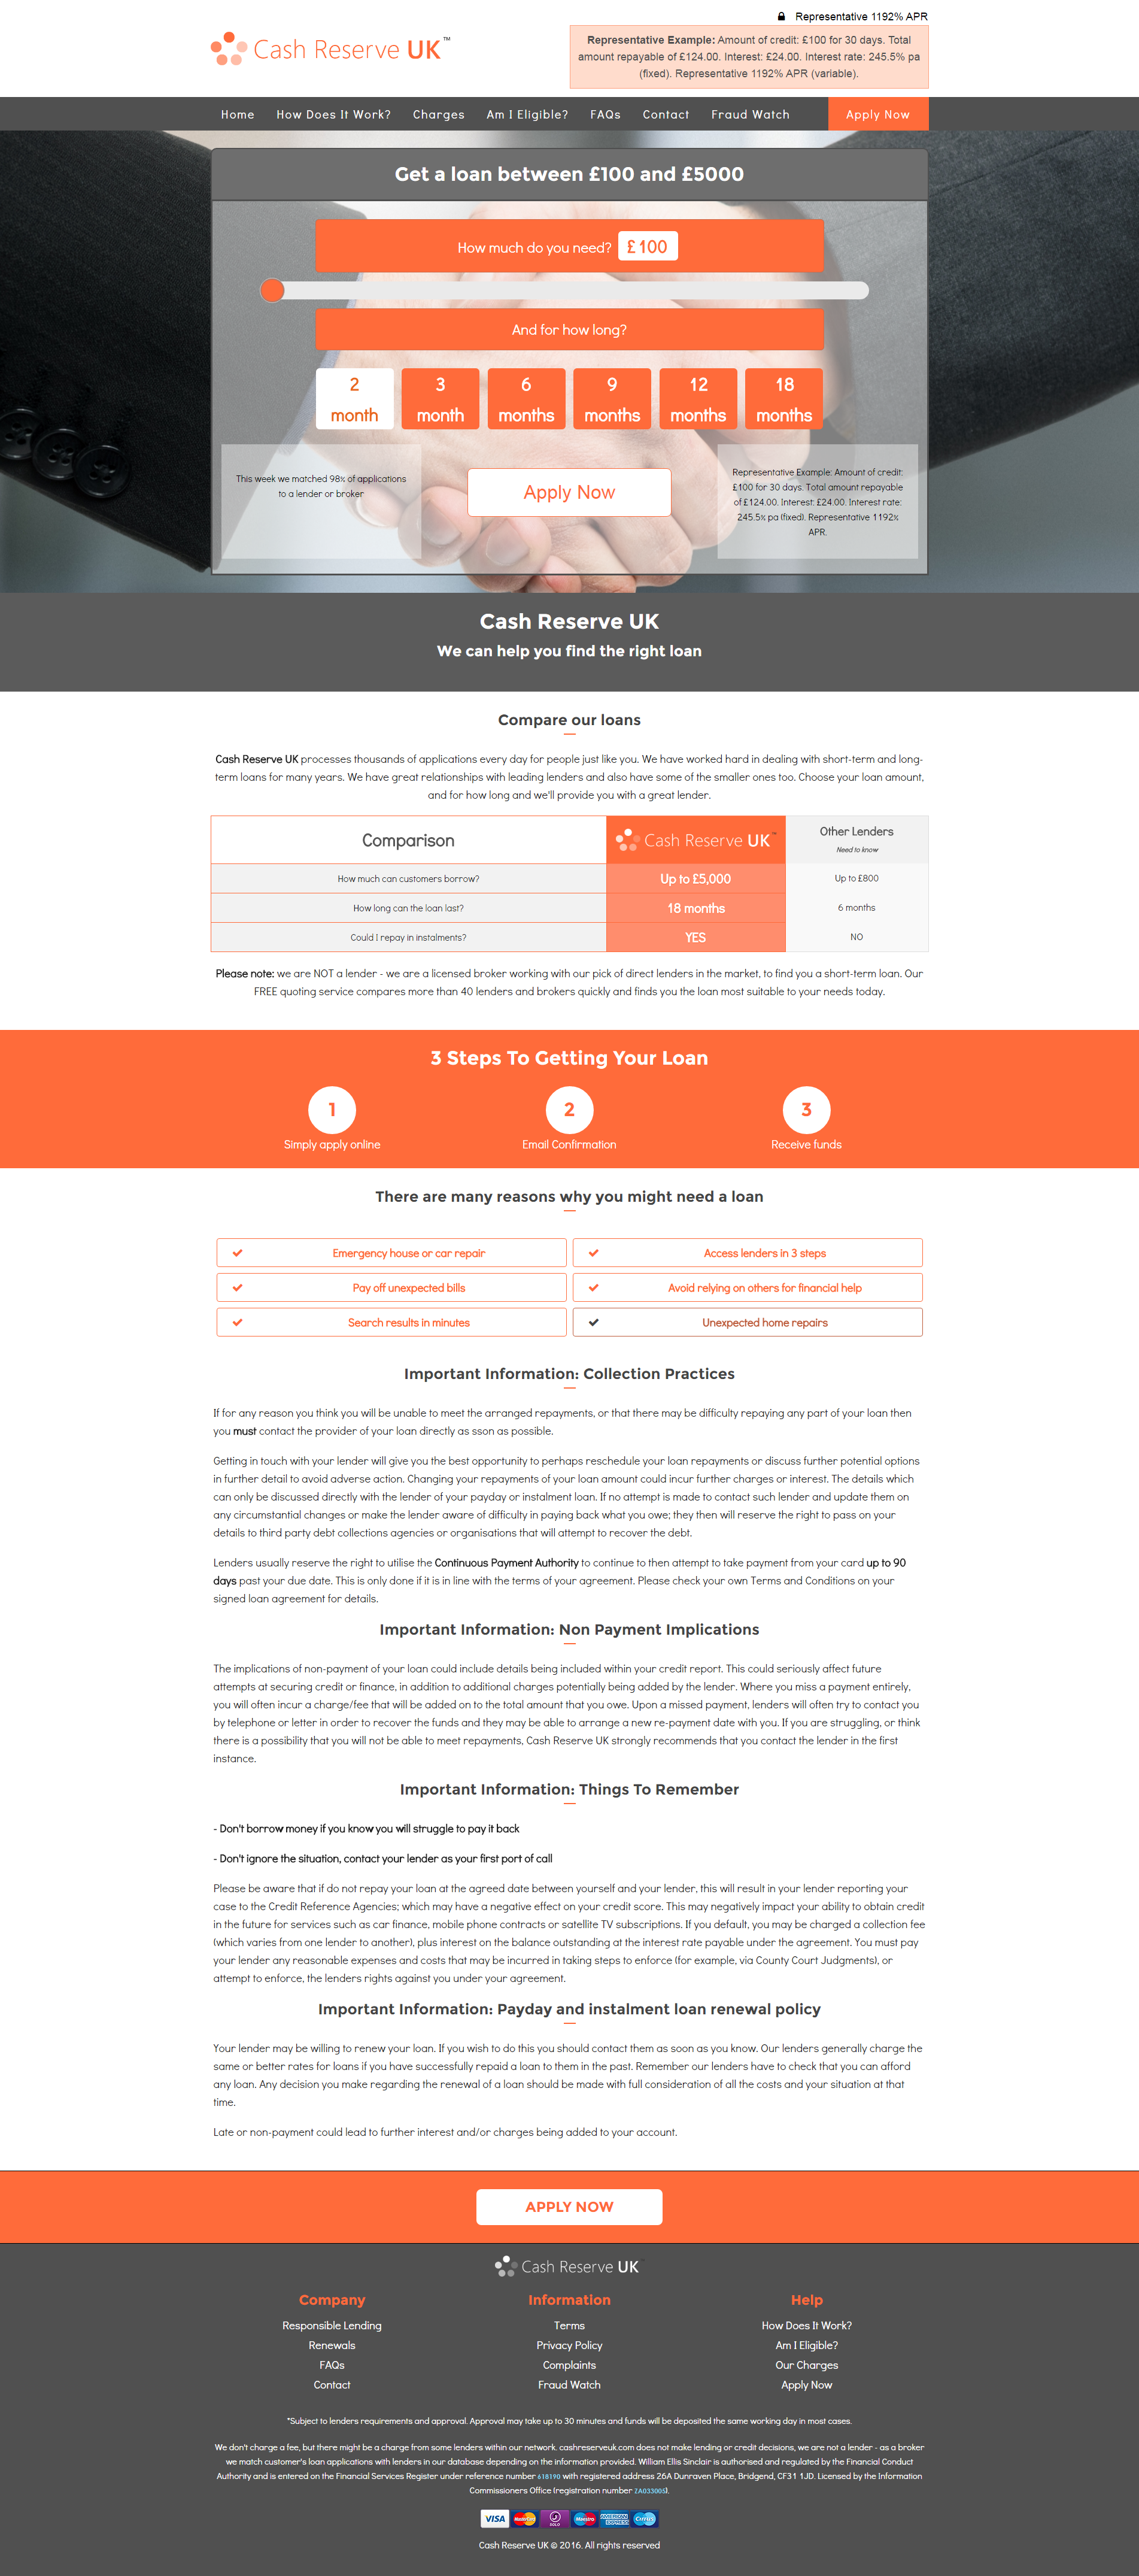 Representative 1192% APR
Cash Reserve UK™
Representative Example: Amount of credit: £100 for 30 days. Total
amount repayable of £124.00. Interest: £24.00. Interest rate: 245.5% pa
(fixed). Representative 1192% APR (variable).
Home How Does It Work? Charges Am I Eligible? FAQs Contact Fraud Watch Apply Now
Get a loan between £100 and £5000
How much do you need? £100
And for how long?
2 month
3 month
6 months
9 months
12 months
18 months
This week we matched 98% of applications
to a lender or broker
Apply Now
Representative Example: Amount of credit:
£100 for 30 days. Total amount repayable
of £124.00. Interest: £24.00. Interest rate:
245.5% pa (fixed). Representative 1192%
APR.
Cash Reserve UK
We can help you find the right loan
Compare our loans
Cash Reserve UK processes thousands of applications every day for people just like you. We have worked hard in dealing with short-term and long-
term loans for many years. We have great relationships with leading lenders and also have some of the smaller ones too. Choose your loan amount,
and for how long and we'll provide you with a great lender.
Comparison Cash Reserve UK™ Other Lenders
Need to know
How much can customers borrow? Up to £5,000 Up to £800
How long can the loan last? 18 months 6 months
Could I repay in instalments? YES NO
Please note: we are NOT a lender - we are a licensed broker working with our pick of direct lenders in the market, to find you a short-term loan. Our
FREE quoting service compares more than 40 lenders and brokers quickly and finds you the loan most suitable to your needs today.
3 Steps To Getting Your Loan
1 2 3
Simply apply online Email Confirmation Receive funds
There are many reasons why you might need a loan
Emergency house or car repair Access lenders in 3 steps
Pay off unexpected bills Avoid relying on others for financial help
Search results in minutes Unexpected home repairs
Important Information: Collection Practices
If for any reason you think you will be unable to meet the arranged repayments, or that there may be difficulty repaying any part of your loan then
you must contact the provider of your loan directly as sson as possible.
Getting in touch with your lender will give you the best opportunity to perhaps reschedule your loan repayments or discuss further potential options
in further detail to avoid adverse action. Changing your repayments of your loan amount could incur further charges or interest. The details which
can only be discussed directly with the lender of your payday or instalment loan. If no attempt is made to contact such lender and update them on
any circumstantial changes or make the lender aware of difficulty in paying back what you owe; they then will reserve the right to pass on your
details to third party debt collections agencies or organisations that will attempt to recover the debt.
Lenders usually reserve the right to utilise the Continuous Payment Authority to continue to then attempt to take payment from your card up to 90
days past your due date. This is only done if it is in line with the terms of your agreement. Please check your own Terms and Conditions on your
signed loan agreement for details.
Important Information: Non Payment Implications
The implications of non-payment of your loan could include details being included within your credit report. This could seriously affect future
attempts at securing credit or finance, in addition to additional charges potentially being added by the lender. Where you miss a payment entirely,
you will often incur a charge/fee that will be added on to the total amount that you owe. Upon a missed payment, lenders will often try to contact you
by telephone or letter in order to recover the funds and they may be able to arrange a new re-payment date with you. If you are struggling, or think
there is a possibility that you will not be able to meet repayments, Cash Reserve UK strongly recommends that you contact the lender in the first
instance.
Important Information: Things To Remember
- Don't borrow money if you know you will struggle to pay it back
- Don't ignore the situation, contact your lender as your first port of call
Please be aware that if do not repay your loan at the agreed date between yourself and your lender, this will result in your lender reporting your
case to the Credit Reference Agencies; which may have a negative effect on your credit score. This may negatively impact your ability to obtain credit
in the future for services such as car finance, mobile phone contracts or satellite TV subscriptions. If you default, you may be charged a collection fee
(which varies from one lender to another), plus interest on the balance outstanding at the interest rate payable under the agreement. You must pay
your lender any reasonable expenses and costs that may be incurred in taking steps to enforce (for example, via County Court Judgments), or
attempt to enforce, the lenders rights against you under your agreement.
Important Information: Payday and instalment loan renewal policy
Your lender may be willing to renew your loan. If you wish to do this you should contact them as soon as you know. Our lenders generally charge the
same or better rates for loans if you have successfully repaid a loan to them in the past. Remember our lenders have to check that you can afford
any loan. Any decision you make regarding the renewal of a loan should be made with full consideration of all the costs and your situation at that
time.
Late or non-payment could lead to further interest and/or charges being added to your account.
APPLY NOW
Cash Reserve UK
Company Information Help
Responsible Lending Terms How Does It Work?
Renewals Privacy Policy Am I Eligible?
FAQs Complaints Our Charges
Contact Fraud Watch Apply Now
*Subject to lenders requirements and approval. Approval may take up to 30 minutes and funds will be deposited the same working day in most cases.
We don't charge a fee, but there might be a charge from some lenders within our network. cashreserveuk.com does not make lending or credit decisions, we are not a lender - as a broker
we match customer's loan applications with lenders in our database depending on the information provided. William Ellis Sinclair is authorised and regulated by the Financial Conduct
Authority and is entered on the Financial Services Register under reference number 618190 with registered address 26A Dunraven Place, Bridgend, CF31 1JD. Licensed by the Information
Commissioners Office (registration number ZA033005).
VISA MasterCard SOLO Maestro AMERICAN EXPRESS Cirrus
Cash Reserve UK © 2016. All rights reserved